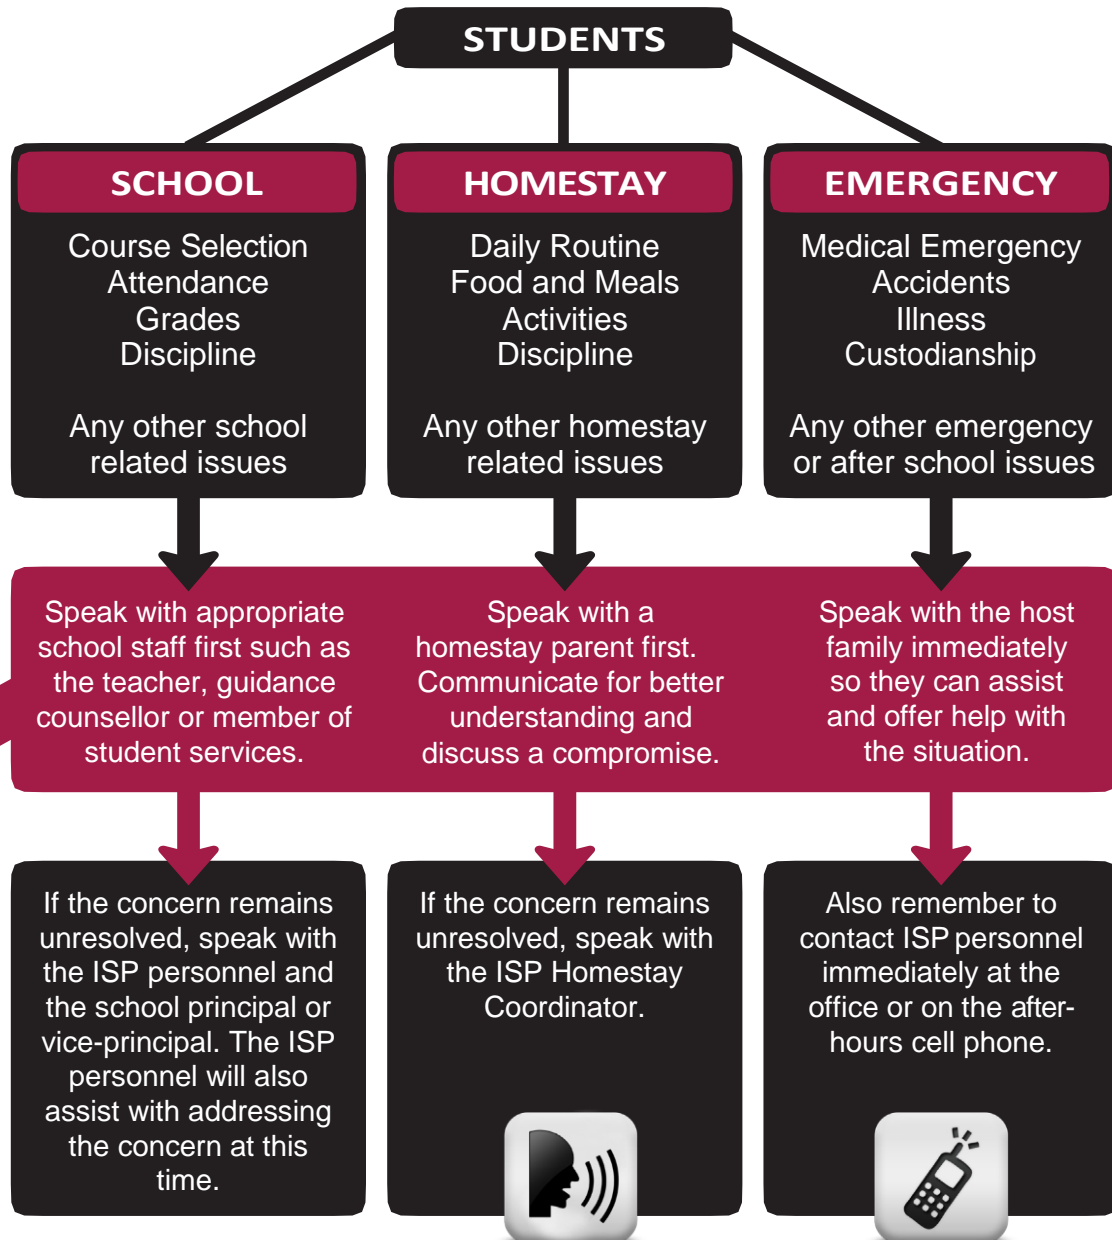 STUDENTS
SCHOOL
Course Selection
Attendance
Grades
Discipline
Any other school
related issues
HOMESTAY
Daily Routine
Food and Meals
Activities
Discipline
Any other homestay
related issues
EMERGENCY
Medical Emergency
Accidents
Illness
Custodianship
Any other emergency
or after school issues
Speak with appropriate
school staff first such as
the teacher, guidance
counsellor or member of
student services.
Speak with a
homestay parent first.
Communicate for better
understanding and
discuss a compromise.
Speak with the host
family immediately
so they can assist
and offer help with
the situation.
If the concern remains
unresolved, speak with
the ISP personnel and
the school principal or
vice-principal. The ISP
personnel will also
assist with addressing
the concern at this
time.
If the concern remains
unresolved, speak with
the ISP Homestay
Coordinator.
Also remember to
contact ISP personnel
immediately at the
office or on the after-
hours cell phone.